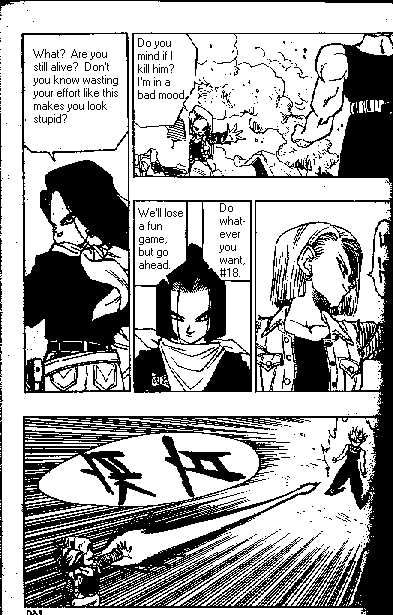 What? Are you
still alive? Don't
you know wasting
your effort like this
makes you look
stupid?
Do you
mind if I
kill him?
I'm in a
bad mood.
We'll lose
a fun
game,
but go
ahead.
Do
what-
ever
you
want,
#18.